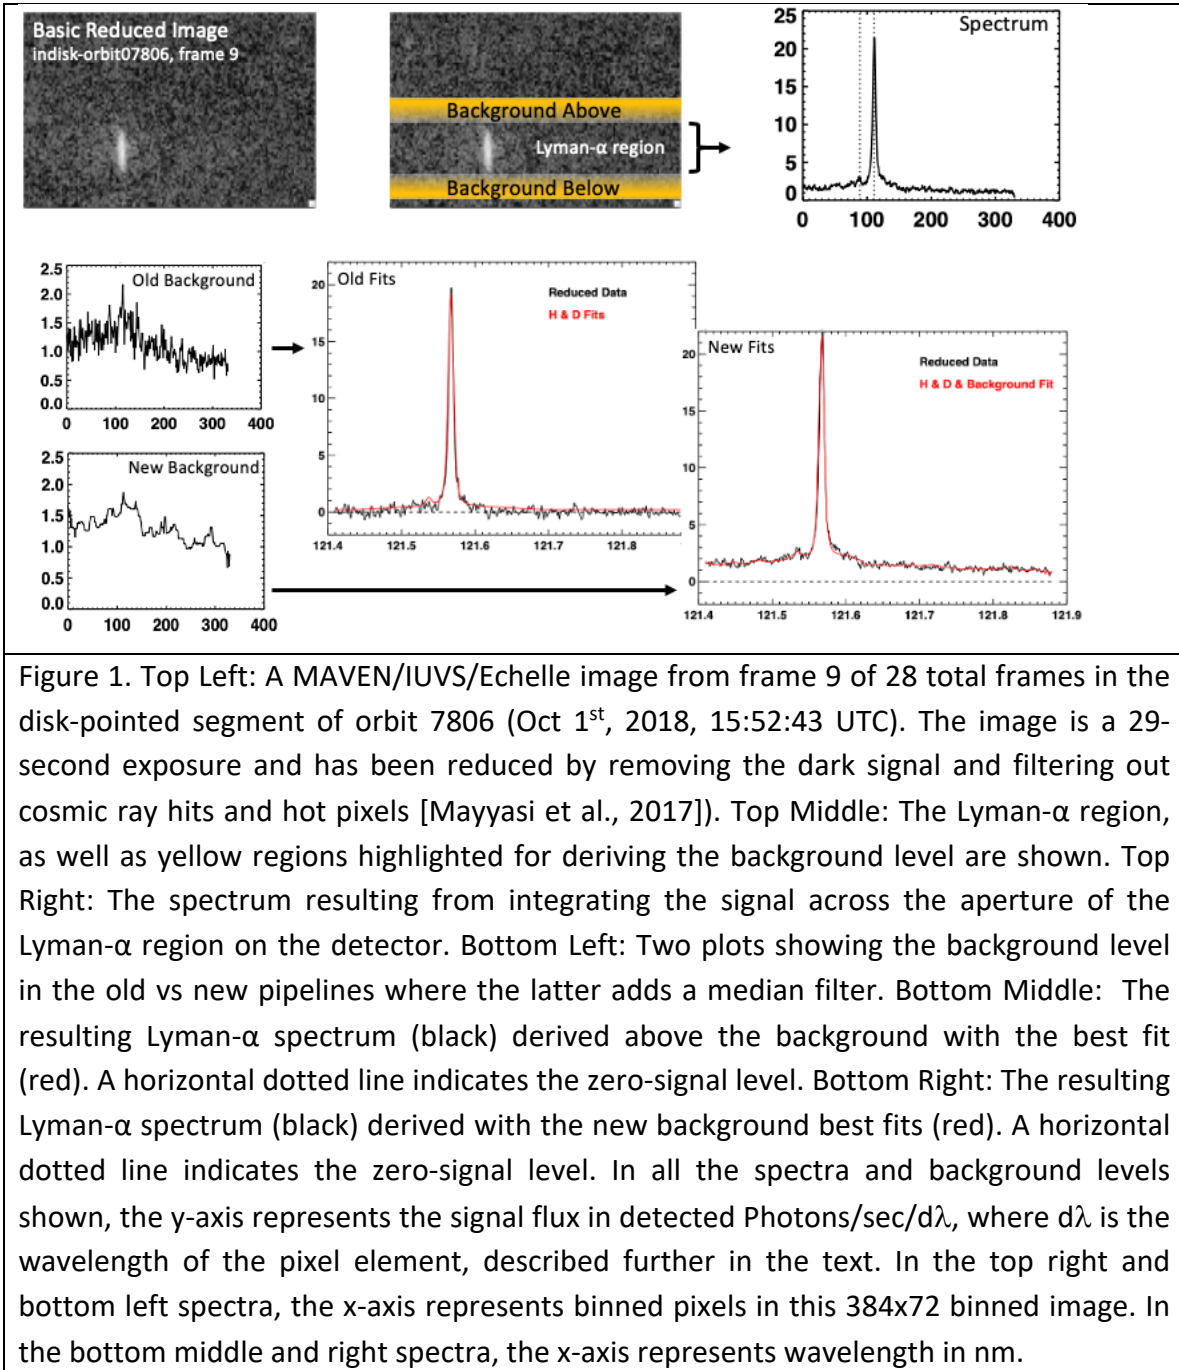 Basic Reduced Image
indisk-orbit07806, frame 9
Background Above
Lyman-α region
Background Below
Spectrum
25
20
15
10
5
0
0 100 200 300 400
Old Background
2.5
2.0
1.5
1.0
0.5
0.0
0 100 200 300 400
New Background
2.5
2.0
1.5
1.0
0.5
0.0
0 100 200 300 400
Old Fits
Reduced Data
H & D Fits
20
15
10
5
0
121.4 121.5 121.6 121.7 121.8
New Fits
Reduced Data
H & D & Background Fit
20
15
10
5
0
121.4 121.5 121.6 121.7 121.8 121.9
Figure 1. Top Left: A MAVEN/IUVS/Echelle image from frame 9 of 28 total frames in the
disk-pointed segment of orbit 7806 (Oct 1st, 2018, 15:52:43 UTC). The image is a 29-
second exposure and has been reduced by removing the dark signal and filtering out
cosmic ray hits and hot pixels [Mayyasi et al., 2017]). Top Middle: The Lyman-α region,
as well as yellow regions highlighted for deriving the background level are shown. Top
Right: The spectrum resulting from integrating the signal across the aperture of the
Lyman-α region on the detector. Bottom Left: Two plots showing the background level
in the old vs new pipelines where the latter adds a median filter. Bottom Middle: The
resulting Lyman-α spectrum (black) derived above the background with the best fit
(red). A horizontal dotted line indicates the zero-signal level. Bottom Right: The resulting
Lyman-α spectrum (black) derived with the new background best fits (red). A horizontal
dotted line indicates the zero-signal level. In all the spectra and background levels
shown, the y-axis represents the signal flux in detected Photons/sec/dλ, where dλ is the
wavelength of the pixel element, described further in the text. In the top right and
bottom left spectra, the x-axis represents binned pixels in this 384x72 binned image. In
the bottom middle and right spectra, the x-axis represents wavelength in nm.